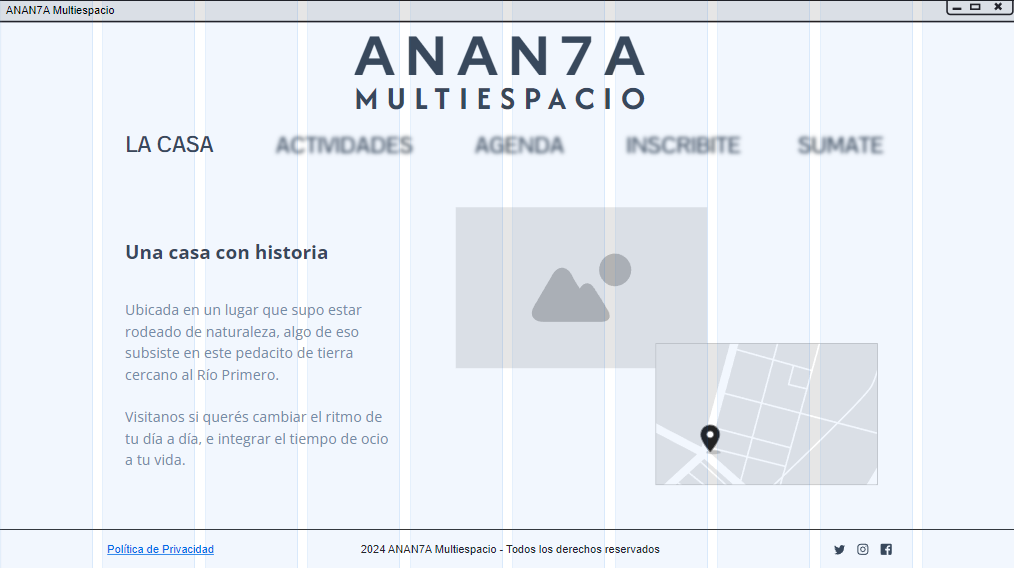 ANAN7A Multiespacio
ANAN7A
MULTIESPACIO
LA CASA ACTIVIDADES AGENDA INSCRIBITE SUMATE
Una casa con historia
Ubicada en un lugar que supo estar
rodeado de naturaleza, algo de eso
subsiste en este pedacito de tierra
cercano al Río Primero.
Visitanos si querés cambiar el ritmo de
tu día a día, e integrar el tiempo de ocio
a tu vida.
Política de Privacidad 2024 ANAN7A Multiespacio - Todos los derechos reservados